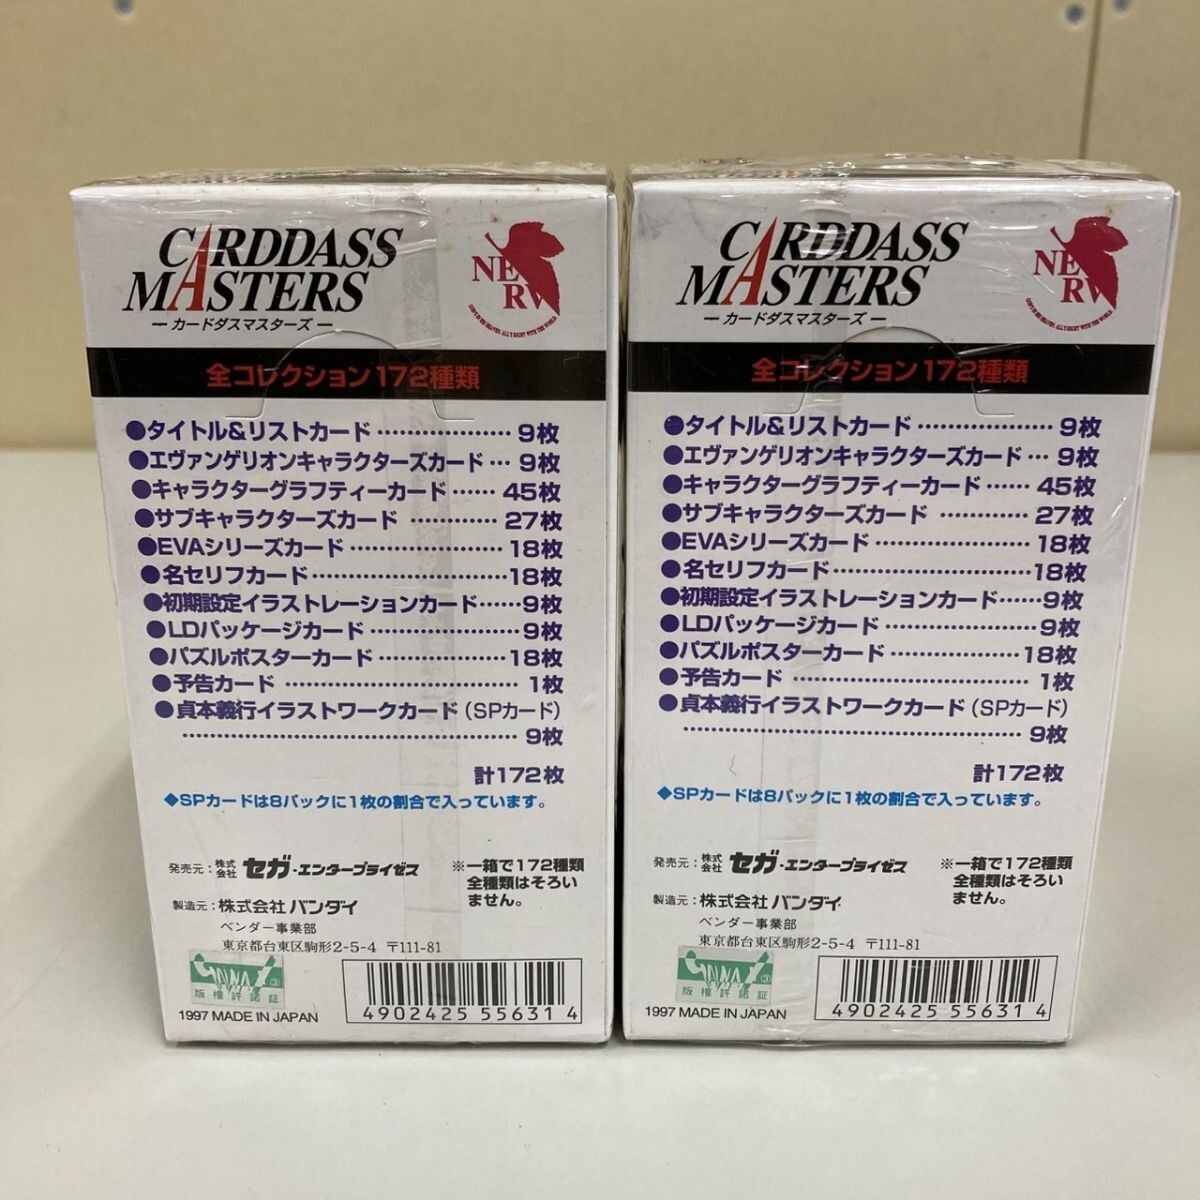 CARDDASS
MASTERS
ーカードダスマスターズー
NE
RV
GOD'S IN HIS HEAVEN. ALL'S RIGHT WITH THE WORLD.
全コレクション172種類
●タイトル&リストカード………………9枚
●エヴァンゲリオンキャラクターズカード…9枚
●キャラクターグラフティーカード……45枚
●サブキャラクターズカード…………27枚
●EVAシリーズカード…………………18枚
●名セリフカード………………………18枚
●初期設定イラストレーションカード……9枚
●LDパッケージカード…………………9枚
●パズルポスターカード………………18枚
●予告カード……………………………1枚
●貞本義行イラストワークカード(SPカード)
…………………………………………9枚
計172枚
◆SPカードは8パックに1枚の割合で入っています。
発売元:株式会社 セガ・エンタープライゼス
※一箱で172種類
全種類はそろい
ません。
製造元:株式会社 バンダイ
ベンダー事業部
東京都台東区駒形2-5-4 〒111-81
GAINAX
版権許諾証
1997 MADE IN JAPAN
4902425 556314
CARDDASS
MASTERS
ーカードダスマスターズー
NE
RV
GOD'S IN HIS HEAVEN. ALL'S RIGHT WITH THE WORLD.
全コレクション172種類
●タイトル&リストカード………………9枚
●エヴァンゲリオンキャラクターズカード…9枚
●キャラクターグラフティーカード……45枚
●サブキャラクターズカード…………27枚
●EVAシリーズカード…………………18枚
●名セリフカード………………………18枚
●初期設定イラストレーションカード……9枚
●LDパッケージカード…………………9枚
●パズルポスターカード………………18枚
●予告カード……………………………1枚
●貞本義行イラストワークカード(SPカード)
…………………………………………9枚
計172枚
◆SPカードは8パックに1枚の割合で入っています。
発売元:株式会社 セガ・エンタープライゼス
※一箱で172種類
全種類はそろい
ません。
製造元:株式会社 バンダイ
ベンダー事業部
東京都台東区駒形2-5-4 〒111-81
GAINAX
版権許諾証
1997 MADE IN JAPAN
4902425 556314